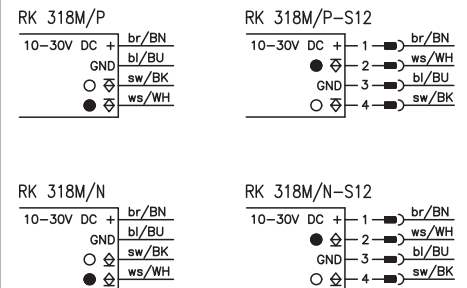 RK 318M/P
10-30V DC + br/BN
GND bl/BU
sw/BK
ws/WH
RK 318M/P-S12
10-30V DC + 1 br/BN
2 ws/WH
GND 3 bl/BU
4 sw/BK
RK 318M/N
10-30V DC + br/BN
GND bl/BU
sw/BK
ws/WH
RK 318M/N-S12
10-30V DC + 1 br/BN
2 ws/WH
GND 3 bl/BU
4 sw/BK